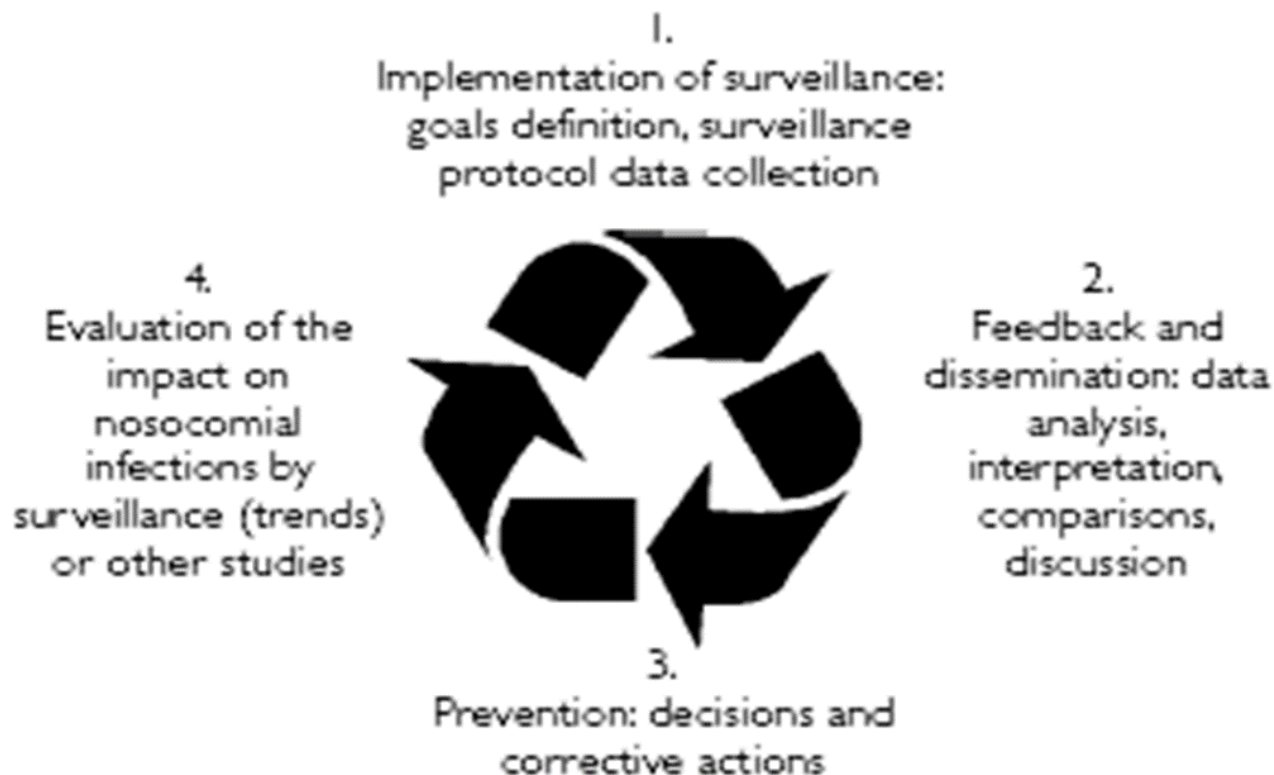 1.
Implementation of surveillance:
goals definition, surveillance
protocol data collection
2.
Feedback and
dissemination: data
analysis,
interpretation,
comparisons,
discussion
3.
Prevention: decisions and
corrective actions
4.
Evaluation of the
impact on
nosocomial
infections by
surveillance (trends)
or other studies